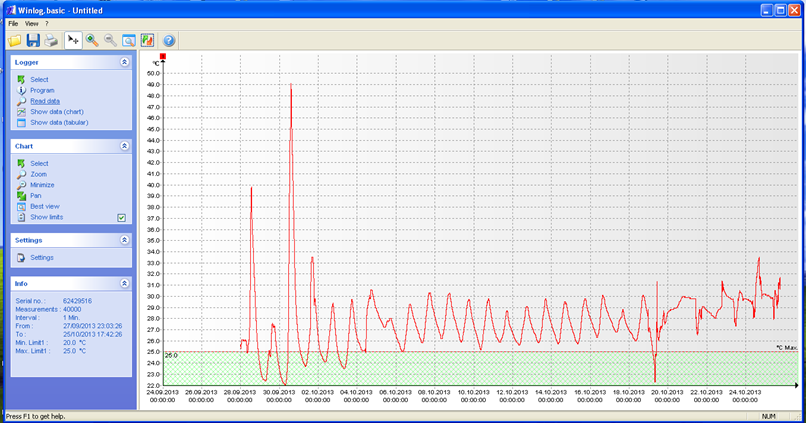 Winlog.basic - Untitled
File View ?
Logger
Select
Program
Read data
Show data (chart)
Show data (tabular)
Chart
Select
Zoom
Minimize
Pan
Best view
Show limits
Settings
Settings
Info
Serial no. : 62429516
Measurements : 40000
Interval : 1 Min.
From : 27/09/2013 23:03:26
To : 25/10/2013 17:42:26
Min. Limit1 : 20.0 °C
Max. Limit1 : 25.0 °C
°C
50.0
49.0
48.0
47.0
46.0
45.0
44.0
43.0
42.0
41.0
40.0
39.0
38.0
37.0
36.0
35.0
34.0
33.0
32.0
31.0
30.0
29.0
28.0
27.0
26.0
25.0
24.0
23.0
22.0
25.0
°C Max.
24.09.2013 26.09.2013 28.09.2013 30.09.2013 02.10.2013 04.10.2013 06.10.2013 08.10.2013 10.10.2013 12.10.2013 14.10.2013 16.10.2013 18.10.2013 20.10.2013 22.10.2013 24.10.2013
00:00:00 00:00:00 00:00:00 00:00:00 00:00:00 00:00:00 00:00:00 00:00:00 00:00:00 00:00:00 00:00:00 00:00:00 00:00:00 00:00:00 00:00:00 00:00:00
Press F1 to get help.
NUM